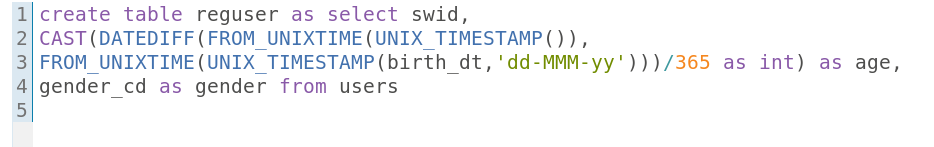 1 create table reguser as select swid,
2 CAST(DATEDIFF(FROM_UNIXTIME(UNIX_TIMESTAMP()),
3 FROM_UNIXTIME(UNIX_TIMESTAMP(birth_dt,'dd-MMM-yy')))/365 as int) as age,
4 gender_cd as gender from users
5